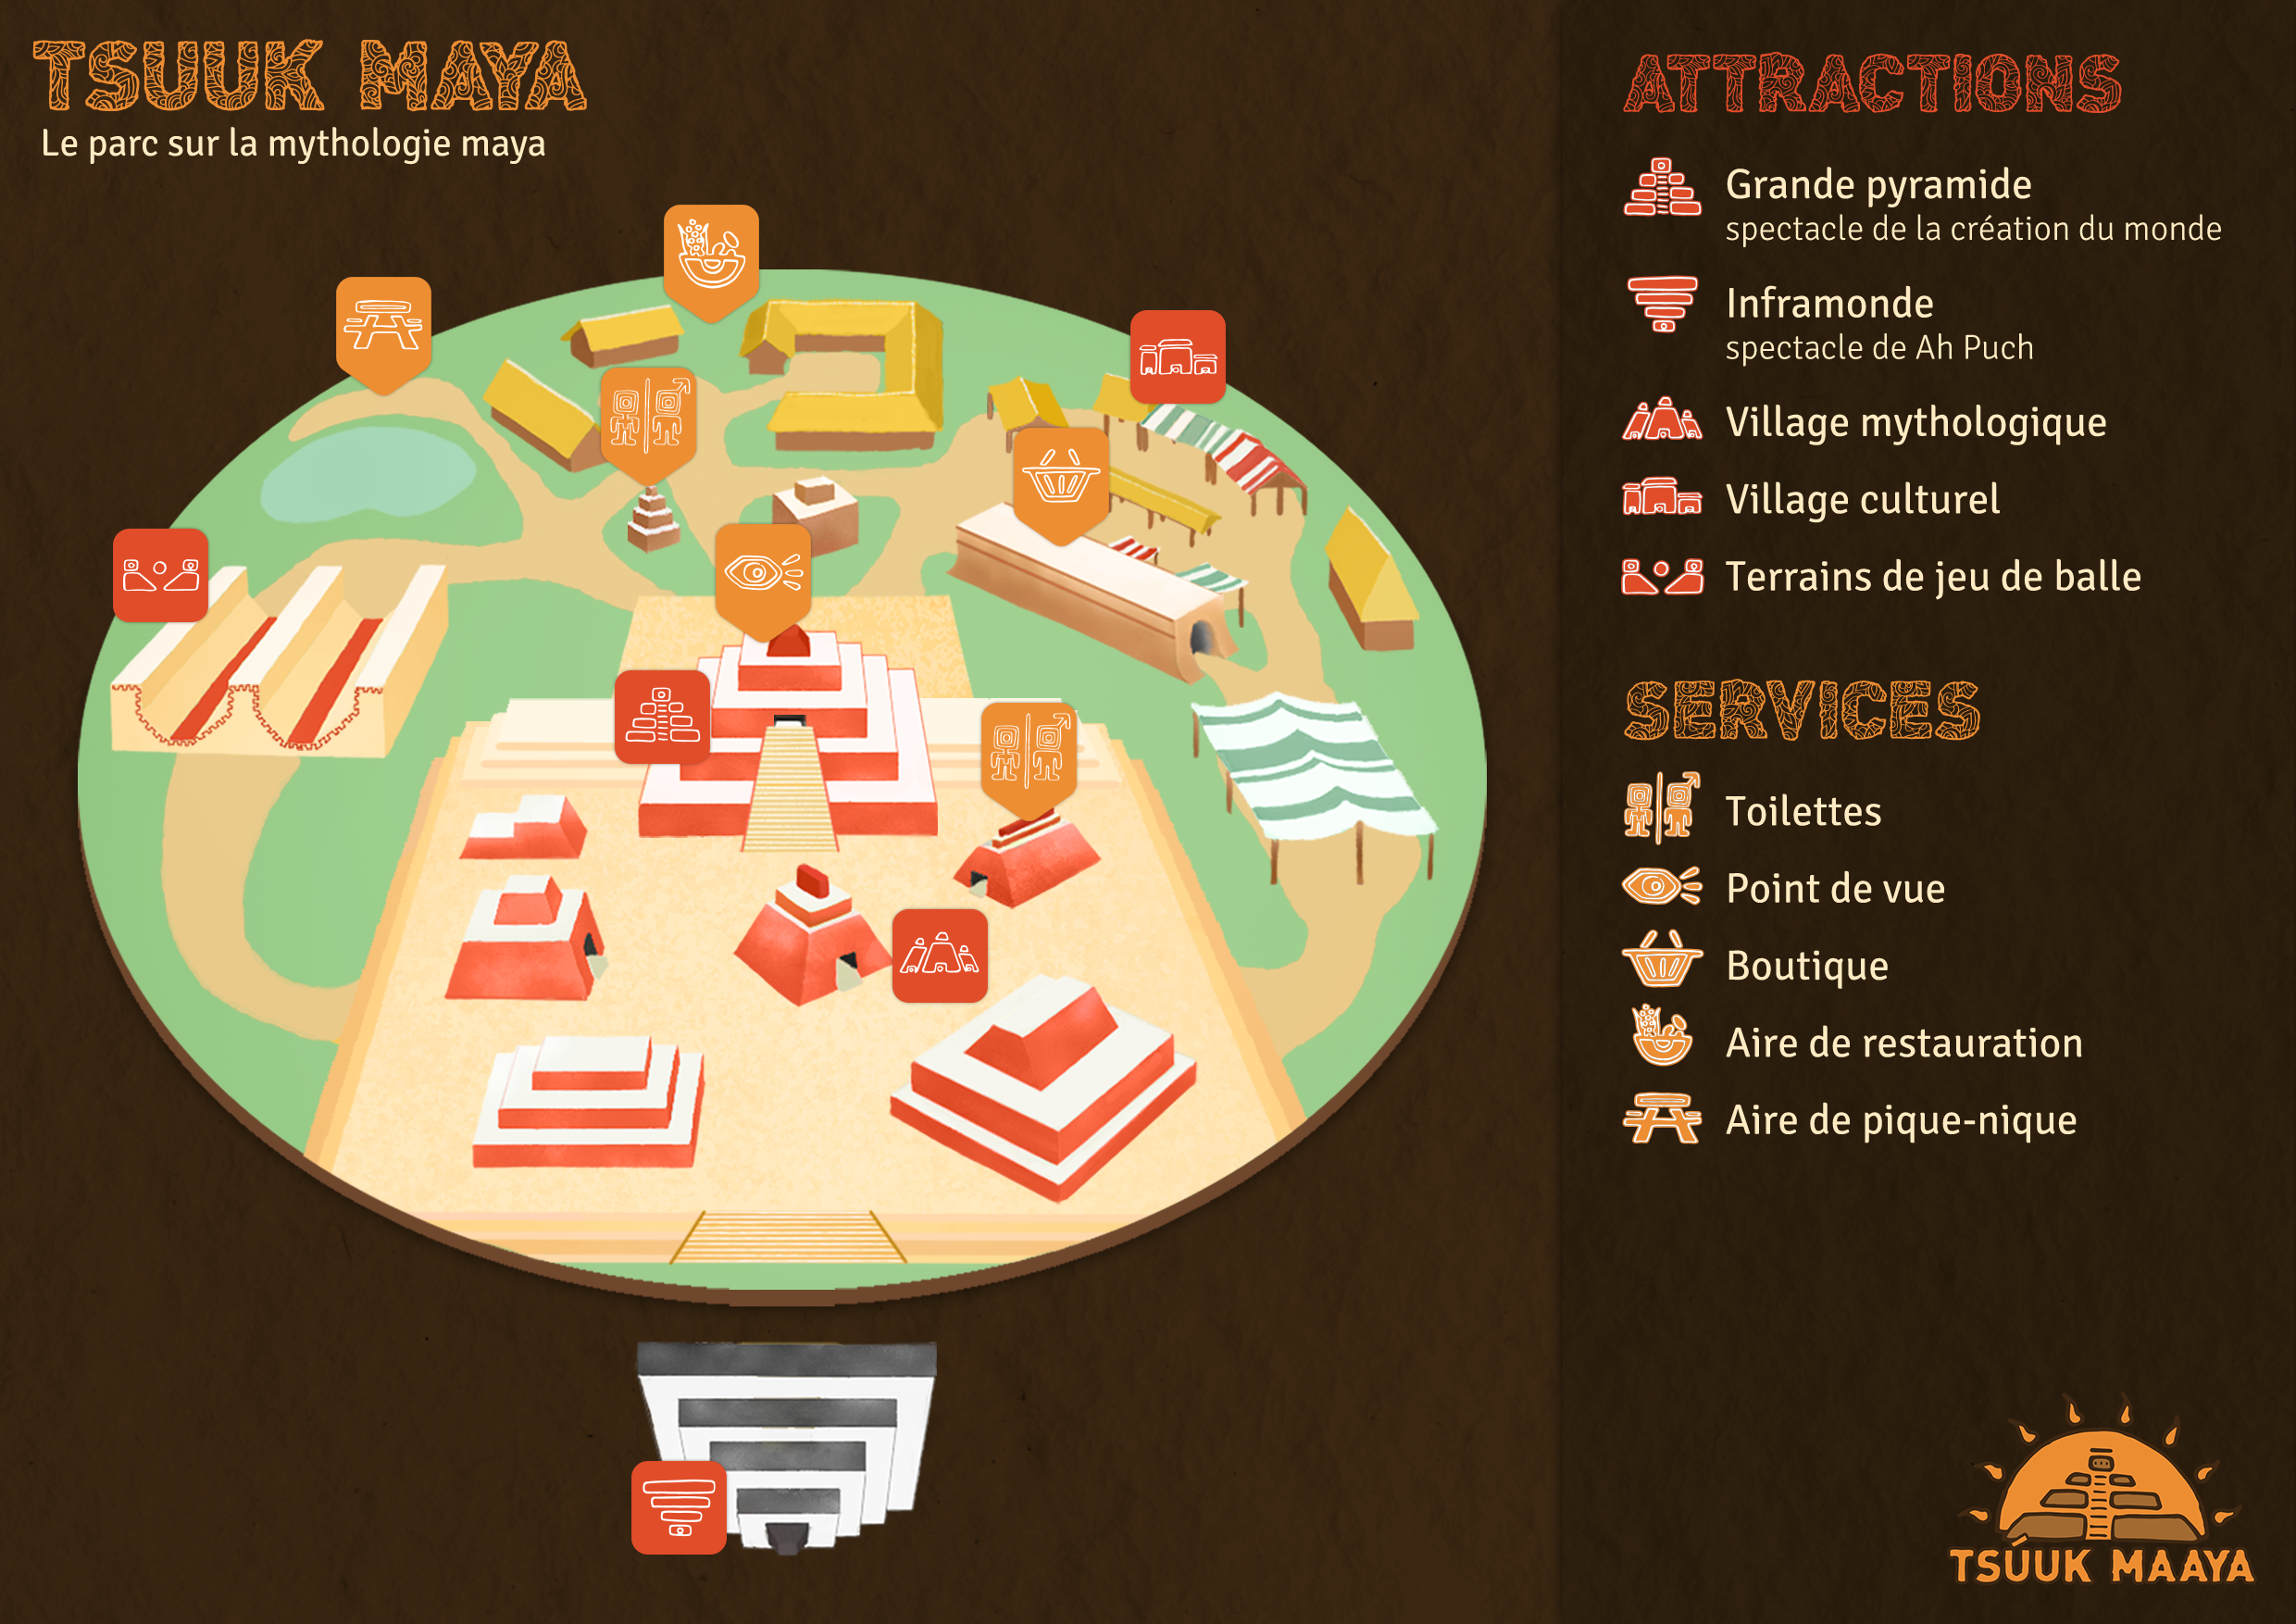 TSUUK MAYA
Le parc sur la mythologie maya
ATTRACTIONS
Grande pyramide
spectacle de la création du monde
Inframonde
spectacle de Ah Puch
Village mythologique
Village culturel
Terrains de jeu de balle
SERVICES
Toilettes
Point de vue
Boutique
Aire de restauration
Aire de pique-nique
TSÚUK MAAYA